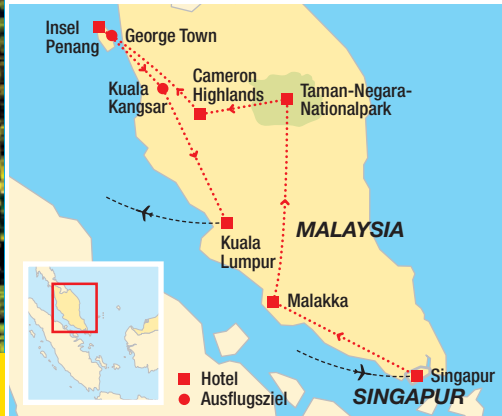 Insel
Penang
George Town
Kuala
Kangsar
Cameron
Highlands
Taman-Negara-
Nationalpark
MALAYSIA
Kuala
Lumpur
Malakka
Singapur
SINGAPUR
Hotel
Ausflugsziel